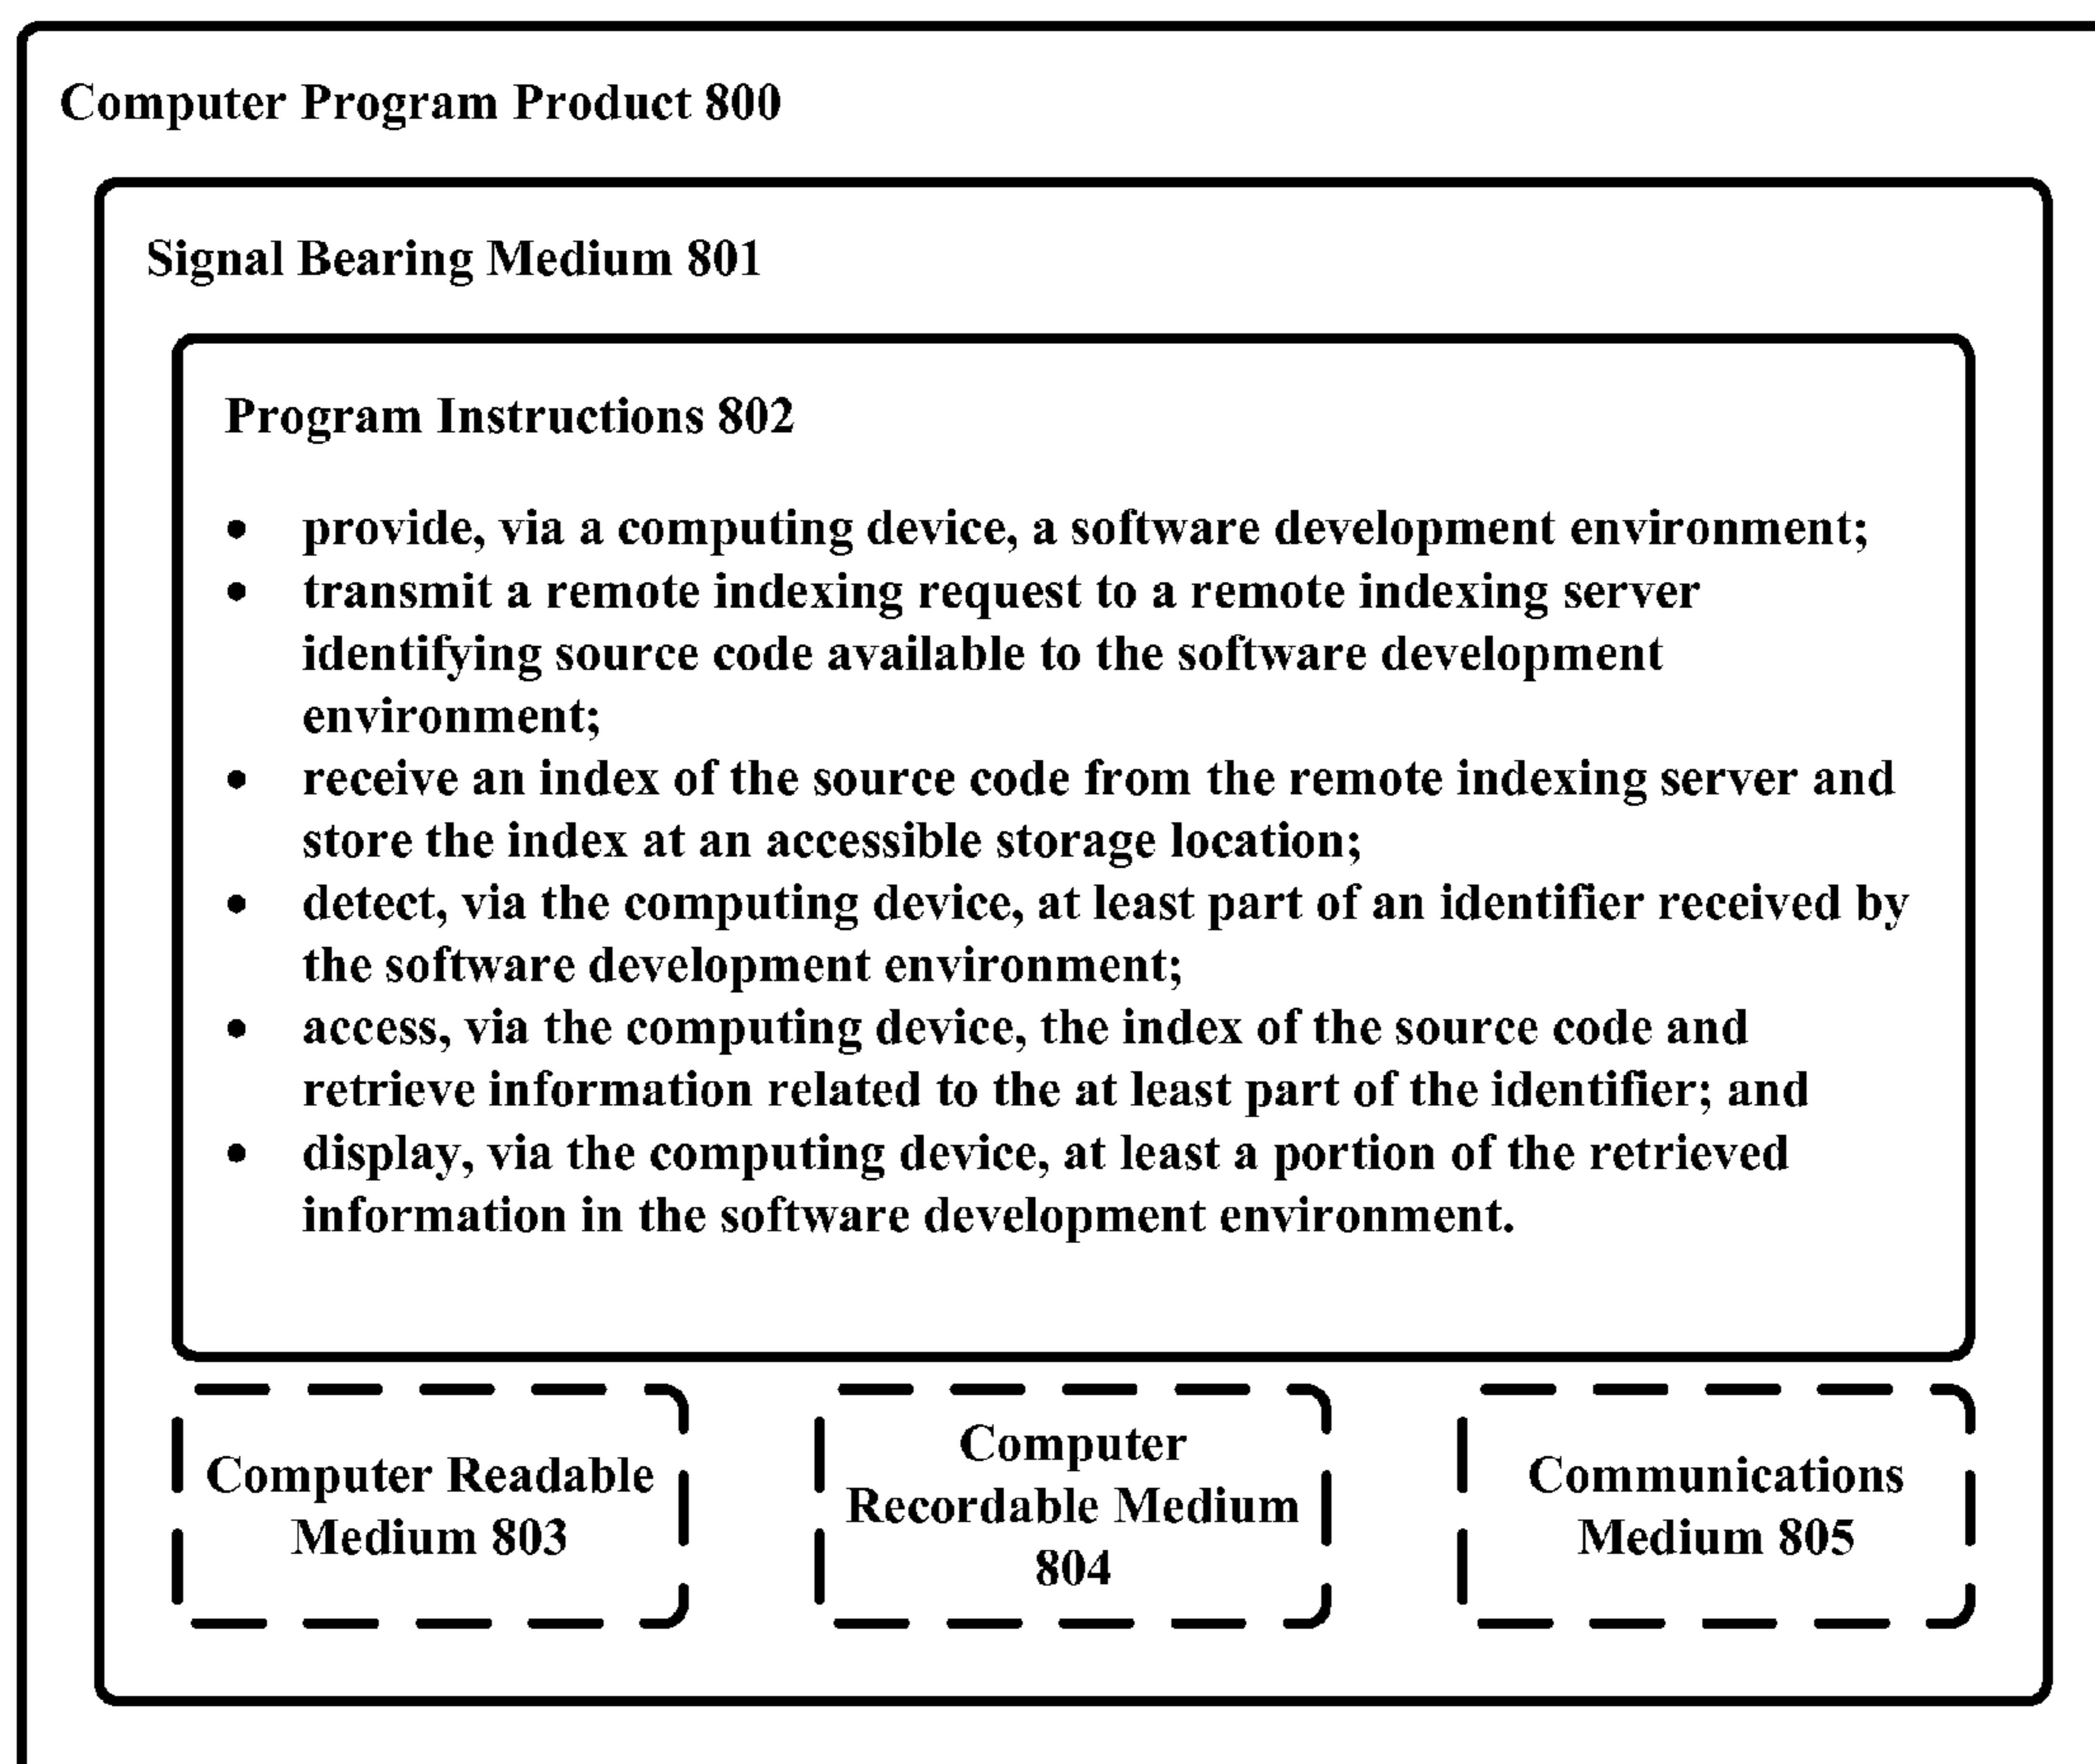 Computer Program Product 800
Signal Bearing Medium 801
Program Instructions 802
• provide, via a computing device, a software development environment;
• transmit a remote indexing request to a remote indexing server
identifying source code available to the software development
environment;
• receive an index of the source code from the remote indexing server and
store the index at an accessible storage location;
• detect, via the computing device, at least part of an identifier received by
the software development environment;
• access, via the computing device, the index of the source code and
retrieve information related to the at least part of the identifier; and
• display, via the computing device, at least a portion of the retrieved
information in the software development environment.
Computer Readable
Medium 803
Computer
Recordable Medium
804
Communications
Medium 805